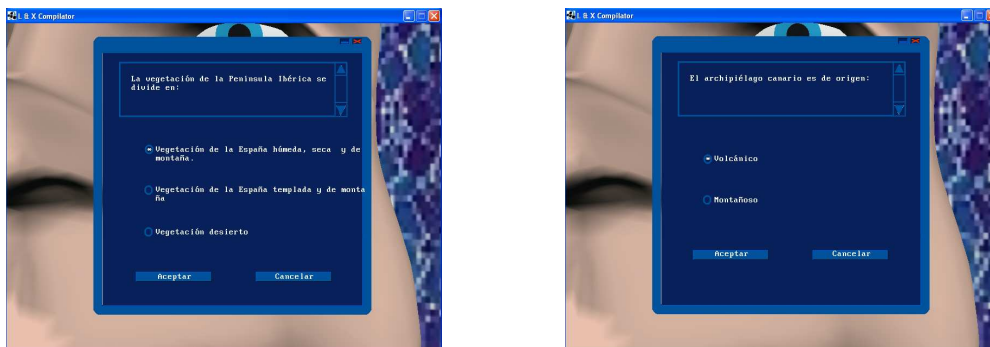 L & X Compilator
La vegetación de la Peninsula Ibérica se
divide en:
Vegetación de la España húmeda, seca y de
montaña.
Vegetación de la España templada y de monta
ña
Vegetación desierto
Aceptar Cancelar
L & X Compilator
El archipiélago canario es de origen:
Volcánico
Montañoso
Aceptar Cancelar